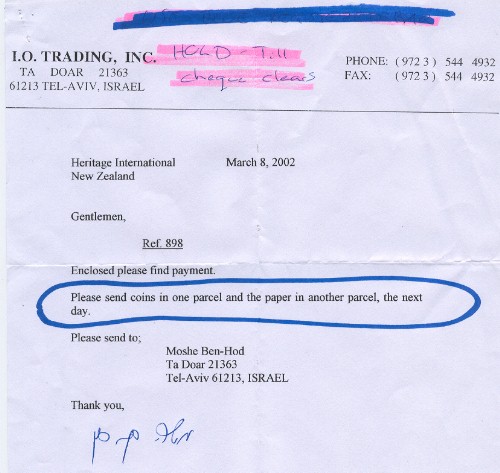 I.O. TRADING, INC. HOLD - Till
TA DOAR 21363 cheque clears
61213 TEL-AVIV, ISRAEL
PHONE: ( 972 3 ) 544 4932
FAX: ( 972 3 ) 544 4932
Heritage International March 8, 2002
New Zealand
Gentlemen,
Ref. 898
Enclosed please find payment.
Please send coins in one parcel and the paper in another parcel, the next
day.
Please send to;
Moshe Ben-Hod
Ta Doar 21363
Tel-Aviv 61213, ISRAEL
Thank you,